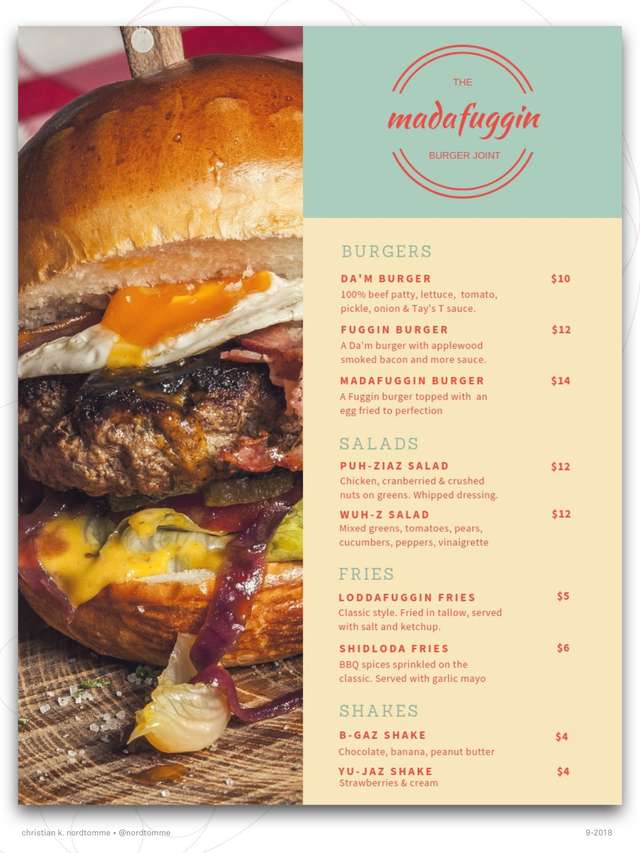 THE
madafuggin
BURGER JOINT
BURGERS
DA'M BURGER $10
100% beef patty, lettuce, tomato,
pickle, onion & Tay's T sauce.
FUGGIN BURGER $12
A Da'm burger with applewood
smoked bacon and more sauce.
MADAFUGGIN BURGER $14
A Fuggin burger topped with an
egg fried to perfection
SALADS
PUH-ZIAZ SALAD $12
Chicken, cranberried & crushed
nuts on greens. Whipped dressing.
WUH-Z SALAD $12
Mixed greens, tomatoes, pears,
cucumbers, peppers, vinaigrette
FRIES
LODDAFUGGIN FRIES $5
Classic style. Fried in tallow, served
with salt and ketchup.
SHIDLODA FRIES $6
BBQ spices sprinkled on the
classic. Served with garlic mayo
SHAKES
B-GAZ SHAKE $4
Chocolate, banana, peanut butter
YU-JAZ SHAKE $4
Strawberries & cream
christian k. nordtomme • @nordtomme 9-2018